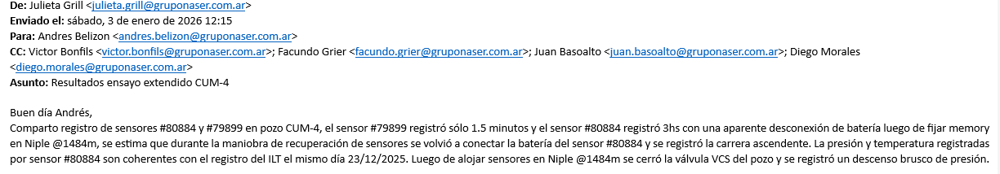 De: Julieta Grill <julieta.grill@gruponaser.com.ar>
Enviado el: sábado, 3 de enero de 2026 12:15
Para: Andres Belizon <andres.belizon@gruponaser.com.ar>
CC: Victor Bonfils <victor.bonfils@gruponaser.com.ar>; Facundo Grier <facundo.grier@gruponaser.com.ar>; Juan Basoalto <juan.basoalto@gruponaser.com.ar>; Diego Morales
<diego.morales@gruponaser.com.ar>
Asunto: Resultados ensayo extendido CUM-4
Buen día Andrés,
Comparto registro de sensores #80884 y #79899 en pozo CUM-4, el sensor #79899 registró sólo 1.5 minutos y el sensor #80884 registró 3hs con una aparente desconexión de batería luego de fijar memory
en Niple @1484m, se estima que durante la maniobra de recuperación de sensores se volvió a conectar la batería del sensor #80884 y se registró la carrera ascendente. La presión y temperatura registradas
por sensor #80884 son coherentes con el registro del ILT el mismo día 23/12/2025. Luego de alojar sensores en Niple @1484m se cerró la válvula VCS del pozo y se registró un descenso brusco de presión.